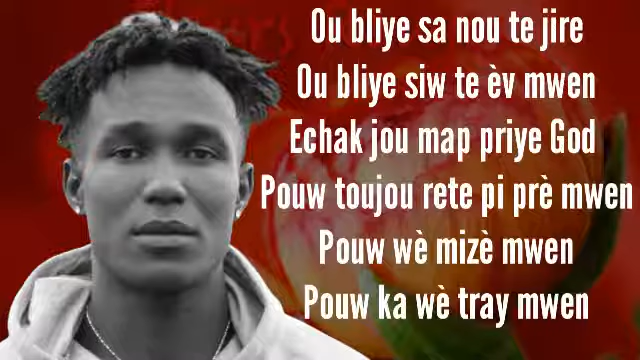 Ou bliye sa nou te jire
Ou bliye siw te èv mwen
Echak jou map priye God
Pouw toujou rete pi prè mwen
Pouw wè mizè mwen
Pouw ka wè tray mwen